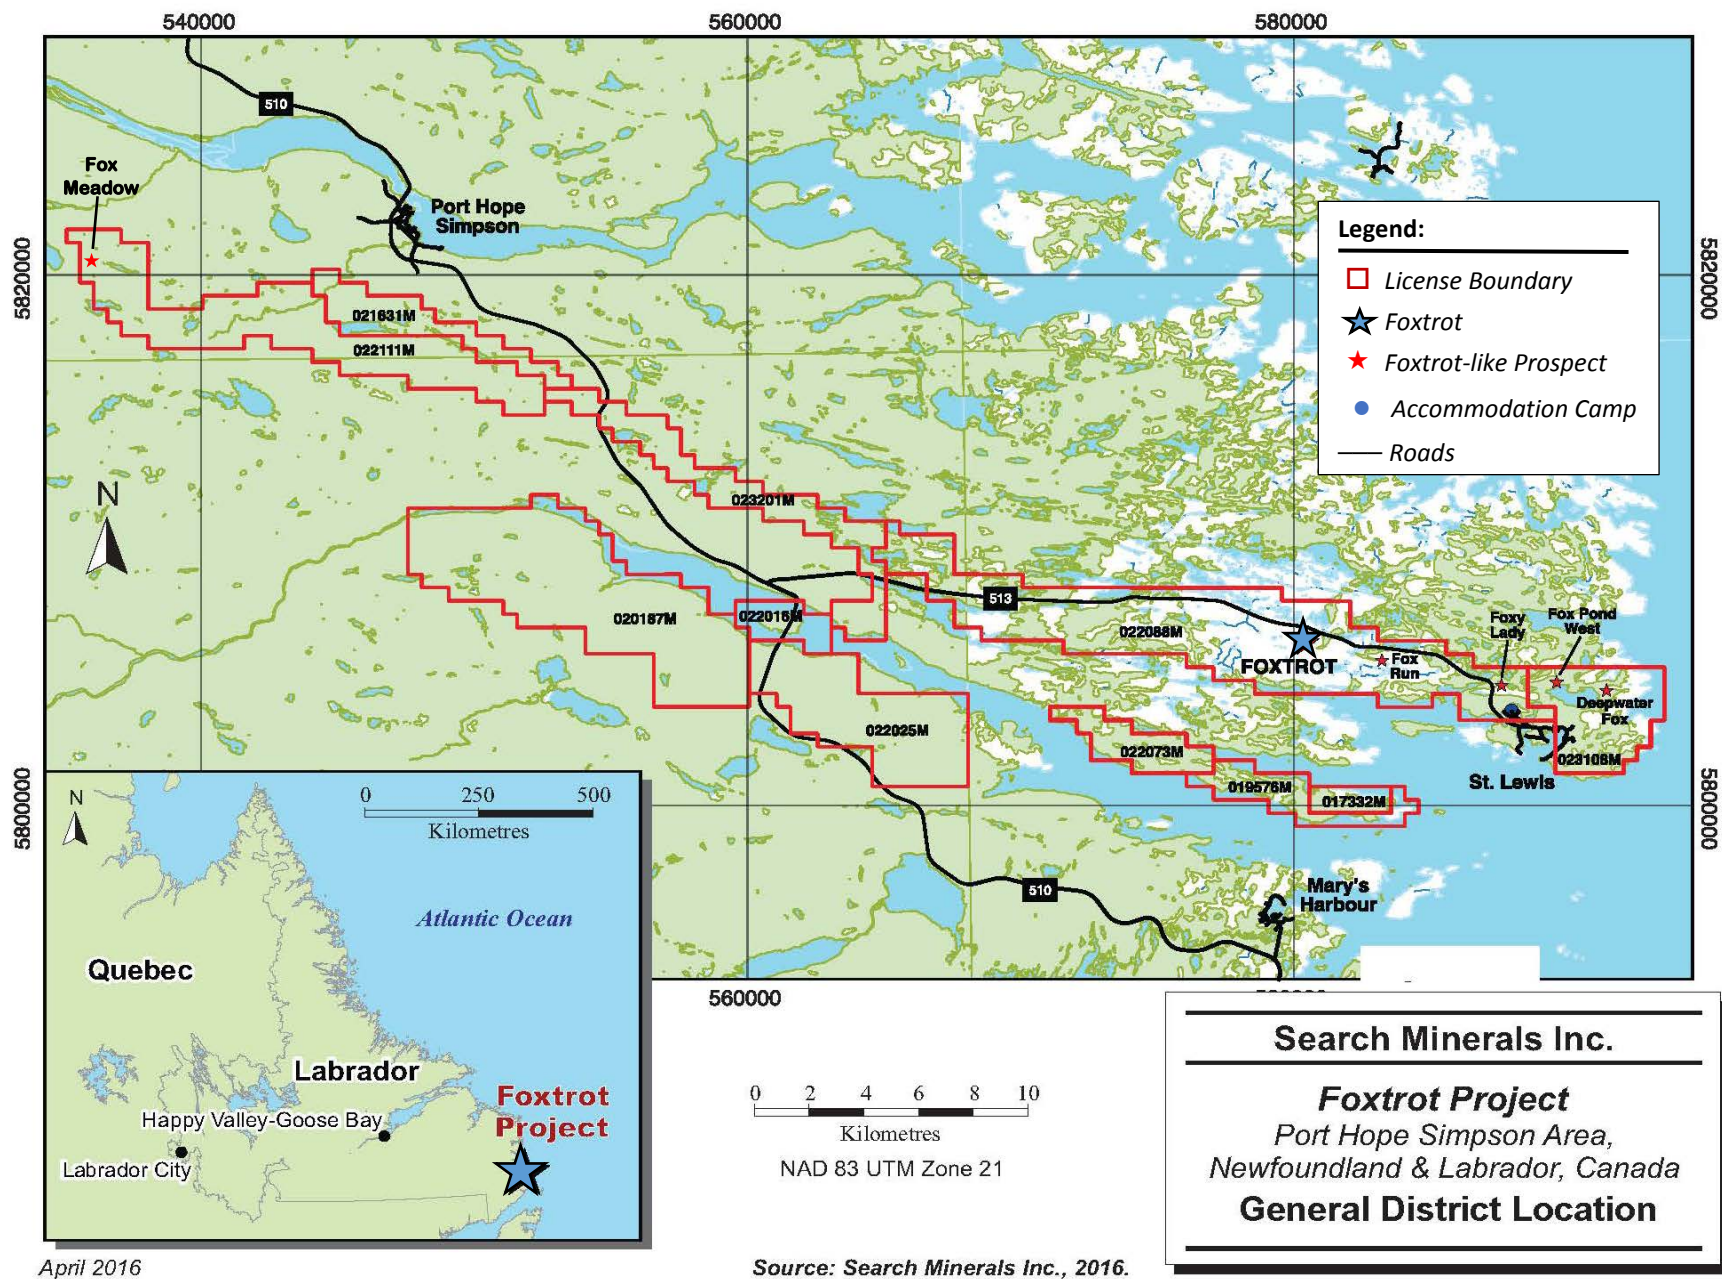 540000
560000
580000
510
Fox
Meadow
Port Hope
Simpson
5820000
5820000
Legend:
License Boundary
Foxtrot
Foxtrot-like Prospect
Accommodation Camp
Roads
021631M
022111M
N
023201M
513
020187M
022016M
022088M
FOXTROT
Fox
Run
Foxy
Lady
Fox Pond
West
Deepwater
Fox
022025M
022073M
019576M
017332M
023108M
St. Lewis
5800000
5800000
510
Mary's
Harbour
560000
N
0 250 500
Kilometres
Atlantic Ocean
Quebec
Labrador
Happy Valley-Goose Bay
Labrador City
Foxtrot
Project
0 2 4 6 8 10
Kilometres
NAD 83 UTM Zone 21
Search Minerals Inc.
Foxtrot Project
Port Hope Simpson Area,
Newfoundland & Labrador, Canada
General District Location
April 2016
Source: Search Minerals Inc., 2016.